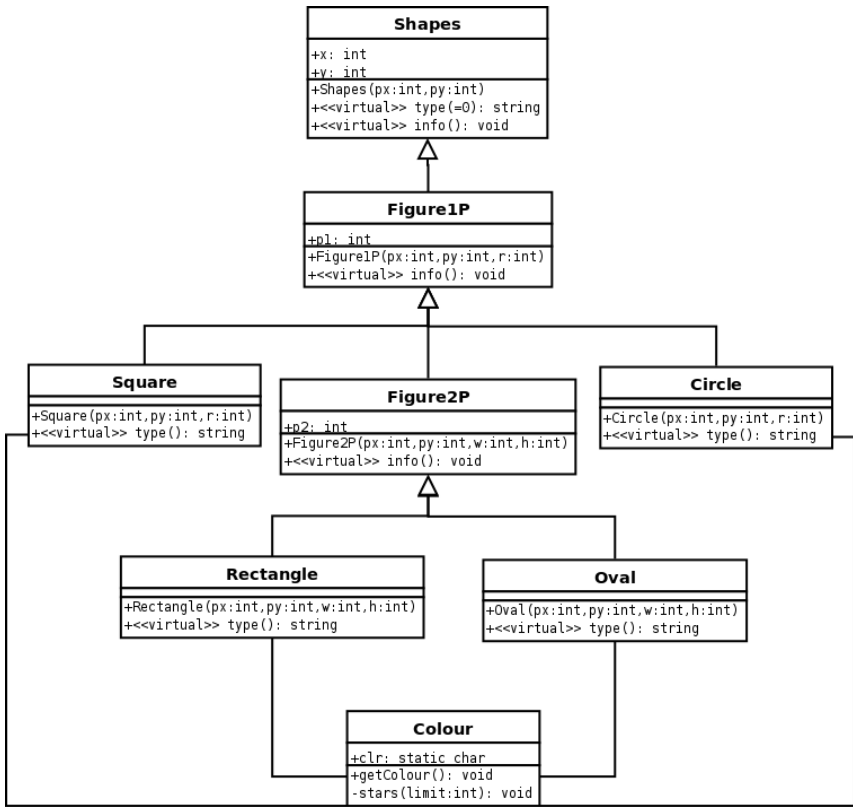 Shapes
+x: int
+y: int
+Shapes(px:int,py:int)
+<<virtual>> type(=0): string
+<<virtual>> info(): void
Figure1P
+p1: int
+Figure1P(px:int,py:int,r:int)
+<<virtual>> info(): void
Square
+Square(px:int,py:int,r:int)
+<<virtual>> type(): string
Figure2P
+p2: int
+Figure2P(px:int,py:int,w:int,h:int)
+<<virtual>> info(): void
Circle
+Circle(px:int,py:int,r:int)
+<<virtual>> type(): string
Rectangle
+Rectangle(px:int,py:int,w:int,h:int)
+<<virtual>> type(): string
Oval
+Oval(px:int,py:int,w:int,h:int)
+<<virtual>> type(): string
Colour
+clr: static char
+getColour(): void
-stars(limit:int): void